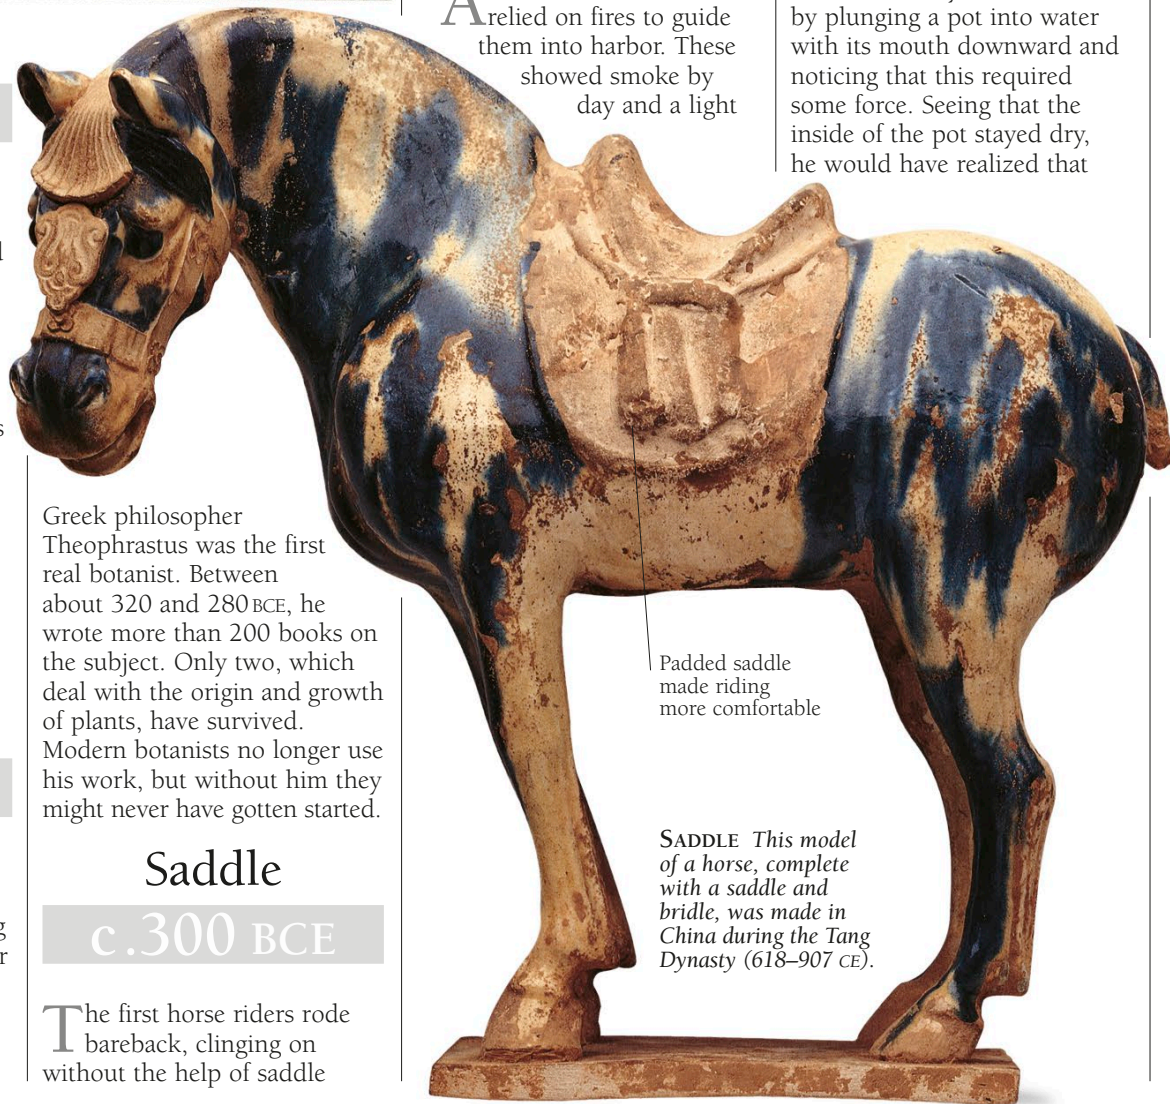 Greek philosopher
Theophrastus was the first
real botanist. Between
about 320 and 280 BCE, he
wrote more than 200 books on
the subject. Only two, which
deal with the origin and growth
of plants, have survived.
Modern botanists no longer use
his work, but without him they
might never have gotten started.
Saddle
c.300 BCE
The first horse riders rode
bareback, clinging on
without the help of saddle
A relied on fires to guide
them into harbor. These
showed smoke by
day and a light
by plunging a pot into water
with its mouth downward and
noticing that this required
some force. Seeing that the
inside of the pot stayed dry,
he would have realized that
Padded saddle
made riding
more comfortable
SADDLE This model
of a horse, complete
with a saddle and
bridle, was made in
China during the Tang
Dynasty (618–907 CE).